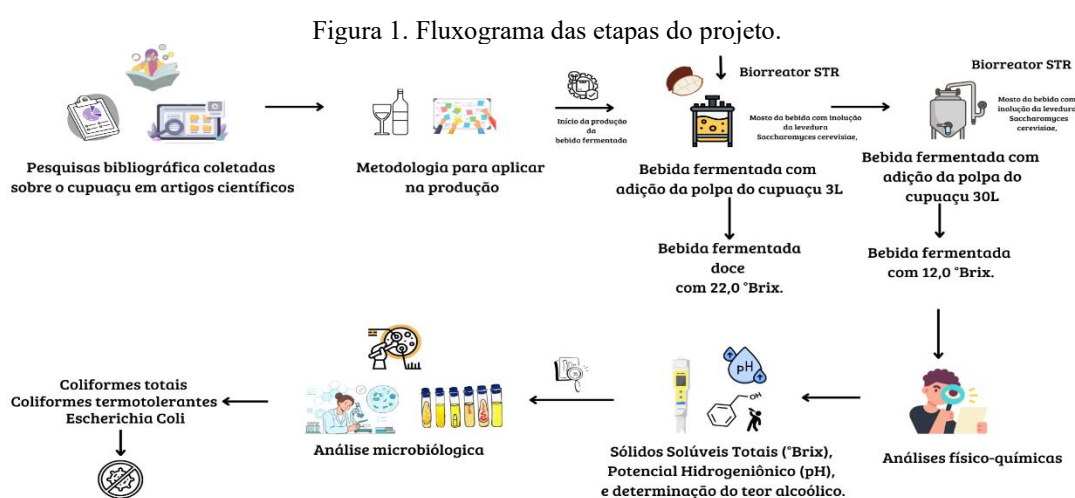 Figura 1. Fluxograma das etapas do projeto.
Pesquisas bibliográfica coletadas
sobre o cupuaçu em artigos científicos
Metodologia para aplicar
na produção
Início da produção
da
bebida fermentada
Biorreator STR
Mosto da bebida com inolução
da levedura
Saccharomyces cerevisiae,
Bebida fermentada com
adição da polpa do cupuaçu 3L
Bebida fermentada
doce
com 22,0 °Brix.
Biorreator STR
Mosto da bebida com
inolução da levedura
Saccharomyces
cerevisiae,
Bebida fermentada com
adição da polpa do
cupuaçu 30L
Bebida fermentada
com 12,0 °Brix.
Análises físico-químicas
pH
OH
Sólidos Solúveis Totais (°Brix),
Potencial Hidrogeniônico (pH),
e determinação do teor alcoólico.
Análise microbiólogica
Coliformes totais
Coliformes termotolerantes
Escherichia Coli